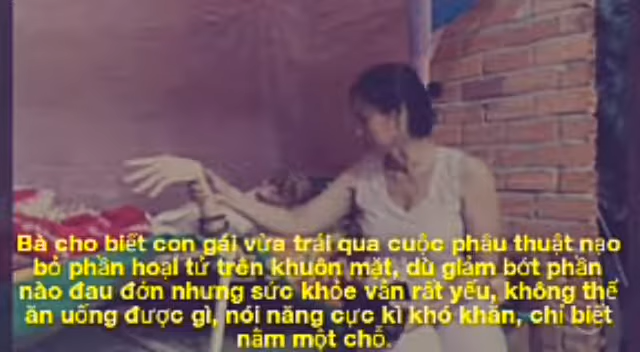 Bà cho biết con gái vừa trải qua cuộc phẫu thuật nạo
bỏ phần hoại tử trên khuôn mặt, dù giảm bớt phần
nào đau đớn nhưng sức khỏe vẫn rất yếu, không thể
ăn uống được gì, nói năng cực kì khó khăn, chỉ biết
nằm một chỗ.